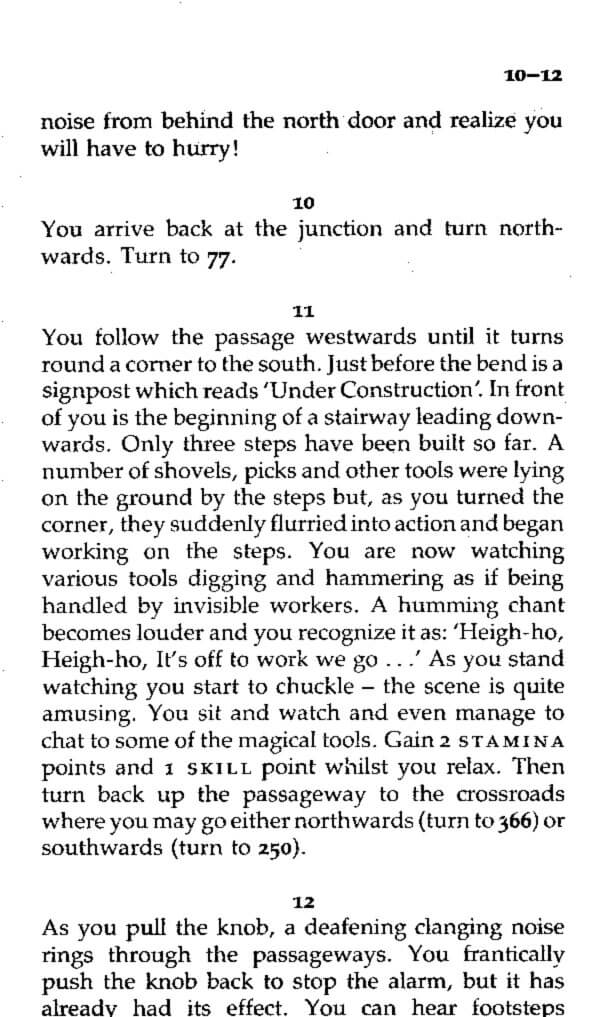 10–12
noise from behind the north door and realize you
will have to hurry!
10
You arrive back at the junction and turn north-
wards. Turn to 77.
11
You follow the passage westwards until it turns
round a corner to the south. Just before the bend is a
signpost which reads ‘Under Construction’. In front
of you is the beginning of a stairway leading down-
wards. Only three steps have been built so far. A
number of shovels, picks and other tools were lying
on the ground by the steps but, as you turned the
corner, they suddenly flurried into action and began
working on the steps. You are now watching
various tools digging and hammering as if being
handled by invisible workers. A humming chant
becomes louder and you recognize it as: ‘Heigh-ho,
Heigh-ho, It’s off to work we go . . .’ As you stand
watching you start to chuckle – the scene is quite
amusing. You sit and watch and even manage to
chat to some of the magical tools. Gain 2 STAMINA
points and 1 SKILL point whilst you relax. Then
turn back up the passageway to the crossroads
where you may go either northwards (turn to 366) or
southwards (turn to 250).
12
As you pull the knob, a deafening clanging noise
rings through the passageways. You frantically
push the knob back to stop the alarm, but it has
already had its effect. You can hear footsteps